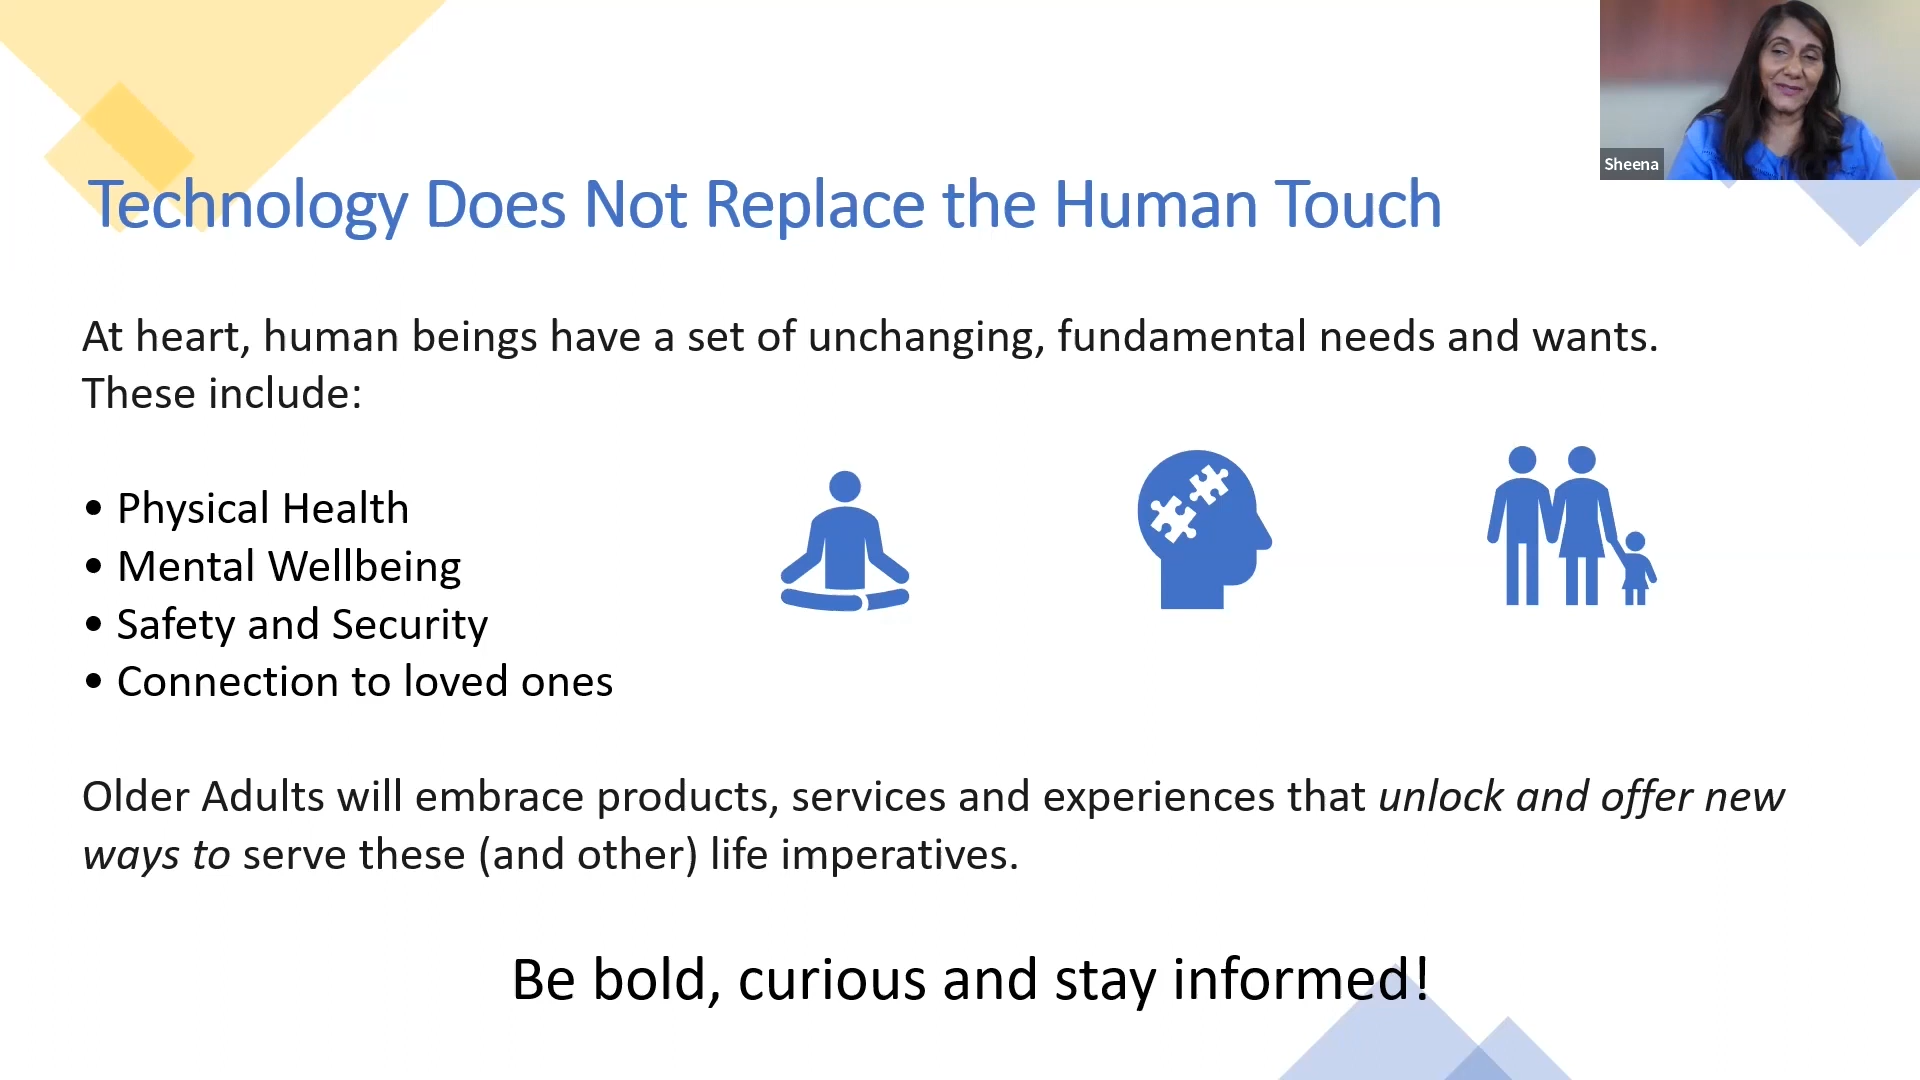 Sheena
Technology Does Not Replace the Human Touch
At heart, human beings have a set of unchanging, fundamental needs and wants.
These include:
• Physical Health
• Mental Wellbeing
• Safety and Security
• Connection to loved ones
Older Adults will embrace products, services and experiences that unlock and offer new
ways to serve these (and other) life imperatives.
Be bold, curious and stay informed!